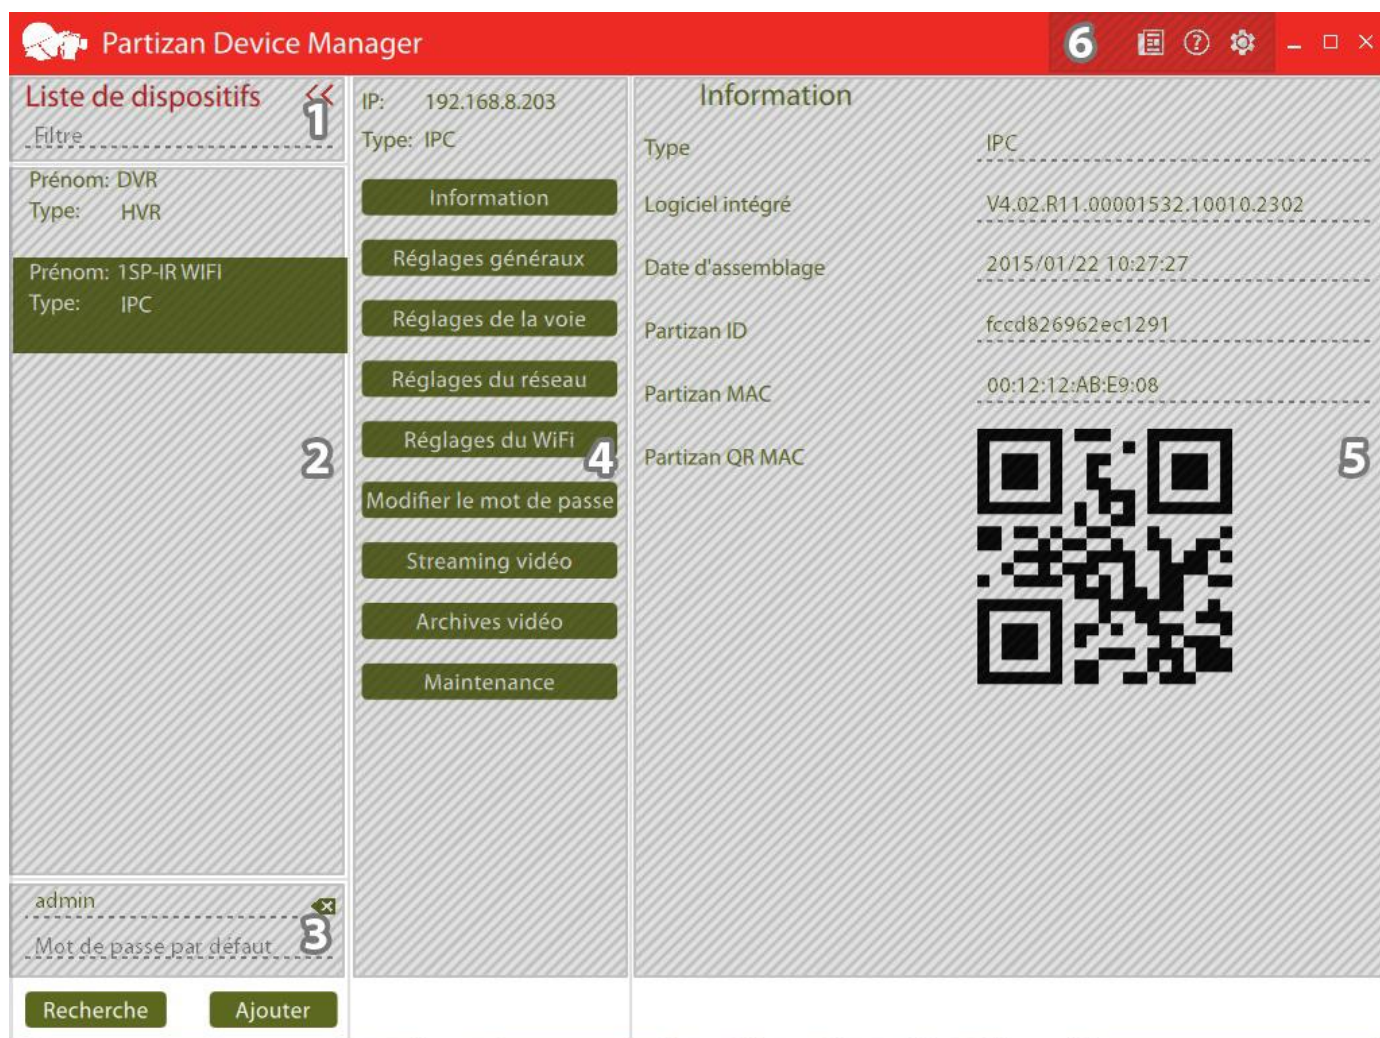 Partizan Device Manager
6
Liste de dispositifs <<
1
Filtre
Prénom: DVR
Type: HVR
Prénom: 1SP-IR WIFI
Type: IPC
2
admin
3
Mot de passe par défaut
Recherche
Ajouter
IP: 192.168.8.203
Type: IPC
Information
Réglages généraux
Réglages de la voie
Réglages du réseau
Réglages du WiFi
4
Modifier le mot de passe
Streaming vidéo
Archives vidéo
Maintenance
Information
Type IPC
Logiciel intégré V4.02.R11.00001532.10010.2302
Date d'assemblage 2015/01/22 10:27:27
Partizan ID fccd826962ec1291
Partizan MAC 00:12:12:AB:E9:08
Partizan QR MAC
5